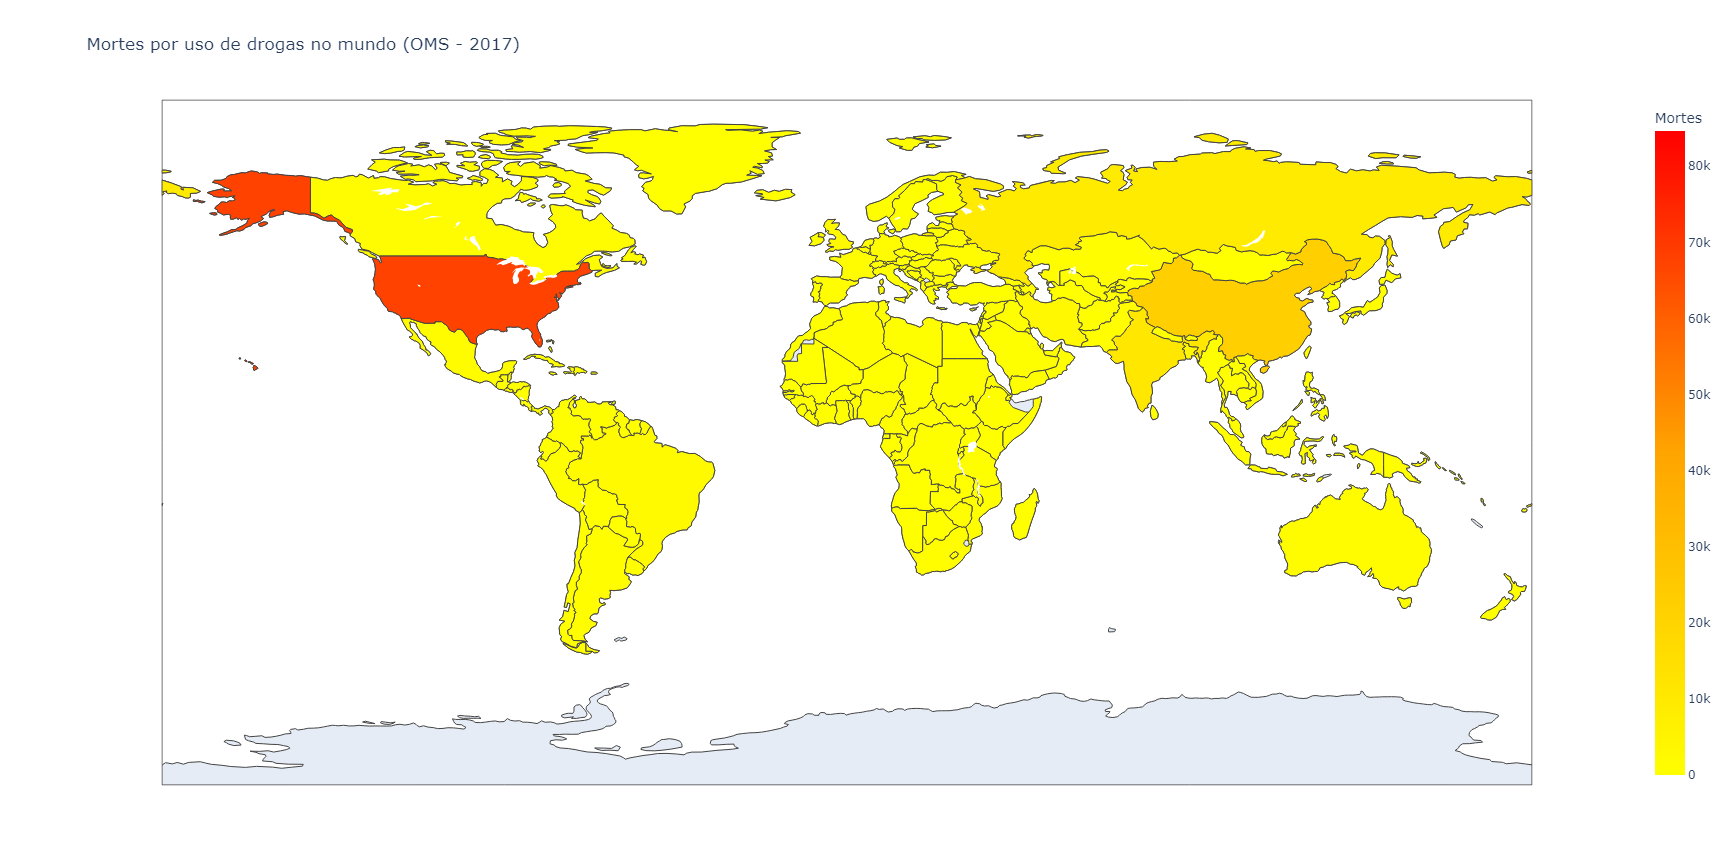 Mortes por uso de drogas no mundo (OMS - 2017)
Mortes
80k
70k
60k
50k
40k
30k
20k
10k
0